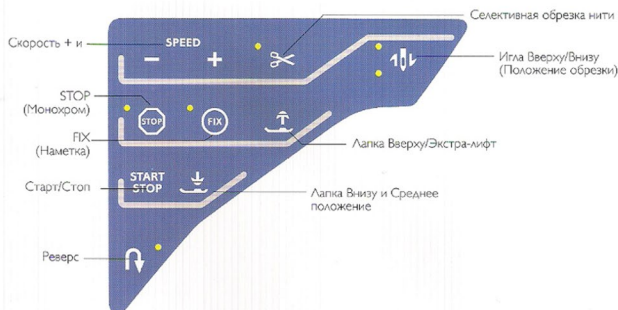 Селективная обрезка нити
Скорость + и
SPEED
Игла Вверху/Внизу
(Положение обрезки)
STOP
(Монохром)
STOP
FIX
FIX
(Наметка)
Лапка Вверху/Экстра-лифт
Старт/Стоп
START
STOP
Лапка Внизу и Среднее
положение
Реверс